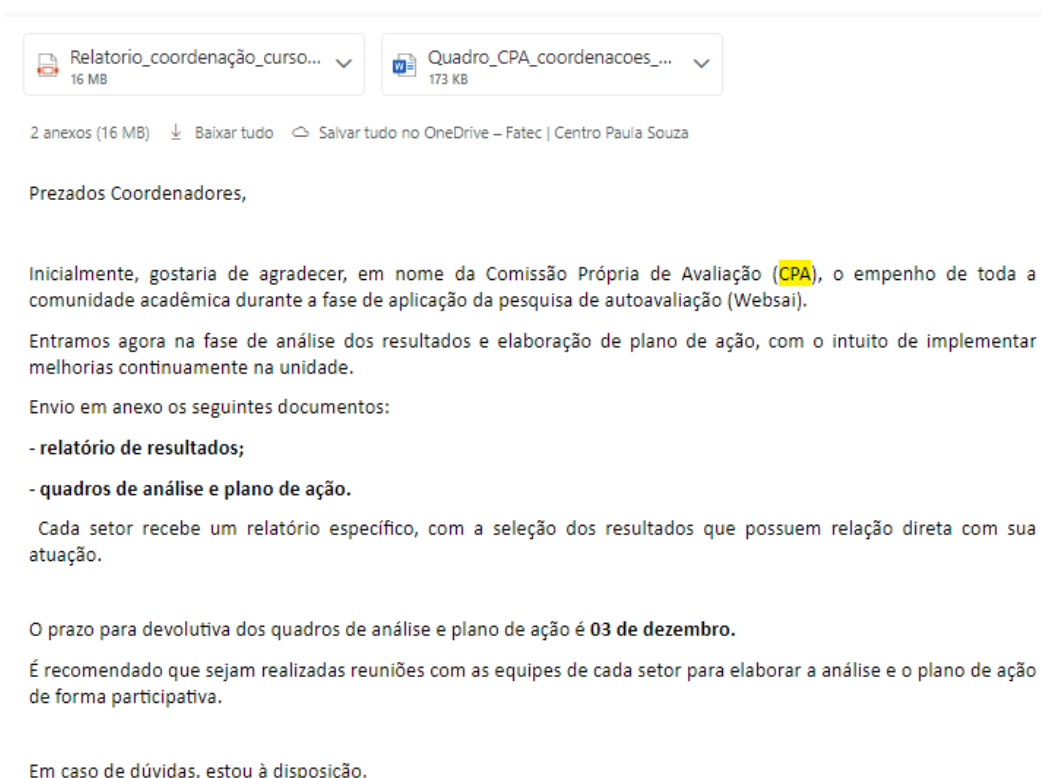 Relatorio_coordenação_curso...
16 MB
Quadro_CPA_coordenacoes_...
173 KB
2 anexos (16 MB) Baixar tudo Salvar tudo no OneDrive – Fatec | Centro Paula Souza
Prezados Coordenadores,
Inicialmente, gostaria de agradecer, em nome da Comissão Própria de Avaliação (CPA), o empenho de toda a
comunidade acadêmica durante a fase de aplicação da pesquisa de autoavaliação (Websai).
Entramos agora na fase de análise dos resultados e elaboração de plano de ação, com o intuito de implementar
melhorias continuamente na unidade.
Envio em anexo os seguintes documentos:
- relatório de resultados;
- quadros de análise e plano de ação.
Cada setor recebe um relatório específico, com a seleção dos resultados que possuem relação direta com sua
atuação.
O prazo para devolutiva dos quadros de análise e plano de ação é 03 de dezembro.
É recomendado que sejam realizadas reuniões com as equipes de cada setor para elaborar a análise e o plano de ação
de forma participativa.
Em caso de dúvidas, estou à disposição.